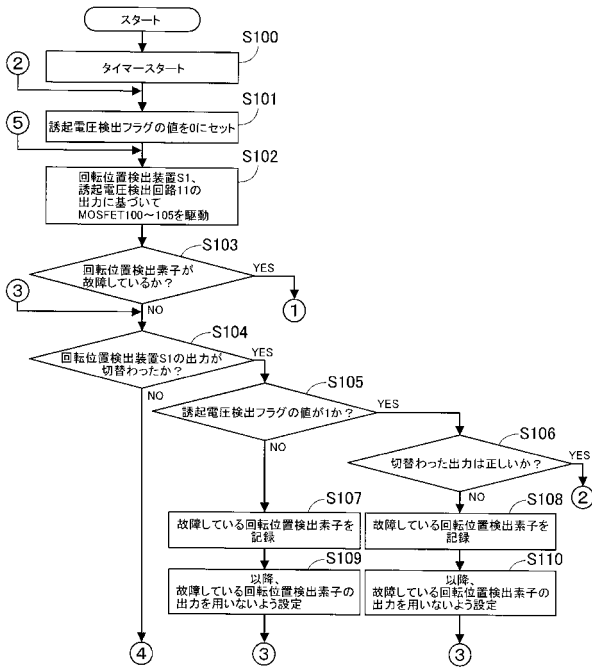 スタート
S100
タイマースタート
②
S101
誘起電圧検出フラグの値を0にセット
⑤
S102
回転位置検出装置S1、
誘起電圧検出回路11の
出力に基づいて
MOSFET100～105を駆動
S103
回転位置検出素子が
故障しているか？
YES
①
NO
③
S104
回転位置検出装置S1の出力が
切替わったか？
YES
NO
S105
誘起電圧検出フラグの値が1か？
YES
NO
S106
切替わった出力は正しいか？
YES
②
NO
S107
故障している回転位置検出素子を
記録
S108
故障している回転位置検出素子を
記録
S109
以降、
故障している回転位置検出素子の
出力を用いないよう設定
S110
以降、
故障している回転位置検出素子の
出力を用いないよう設定
④
③
③